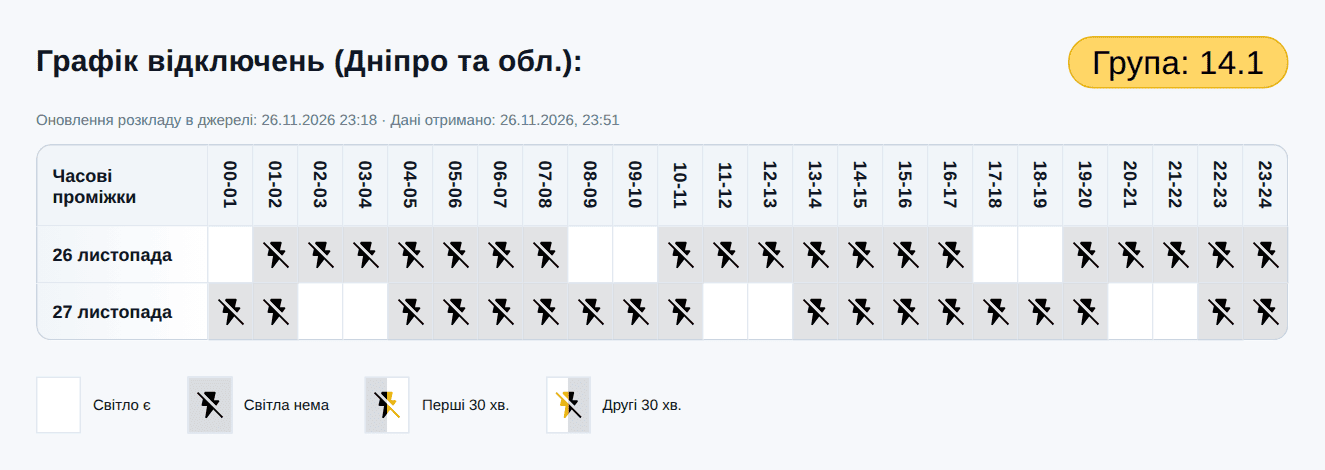 Графік відключень (Дніпро та обл.):
Група: 14.1
Оновлення розкладу в джерелі: 26.11.2026 23:18 · Дані отримано: 26.11.2026, 23:51
Часові
проміжки
00-01 01-02 02-03 03-04 04-05 05-06 06-07 07-08 08-09 09-10 10-11 11-12 12-13 13-14 14-15 15-16 16-17 17-18 18-19 19-20 20-21 21-22 22-23 23-24
26 листопада
27 листопада
Світло є Світла нема Перші 30 хв. Другі 30 хв.